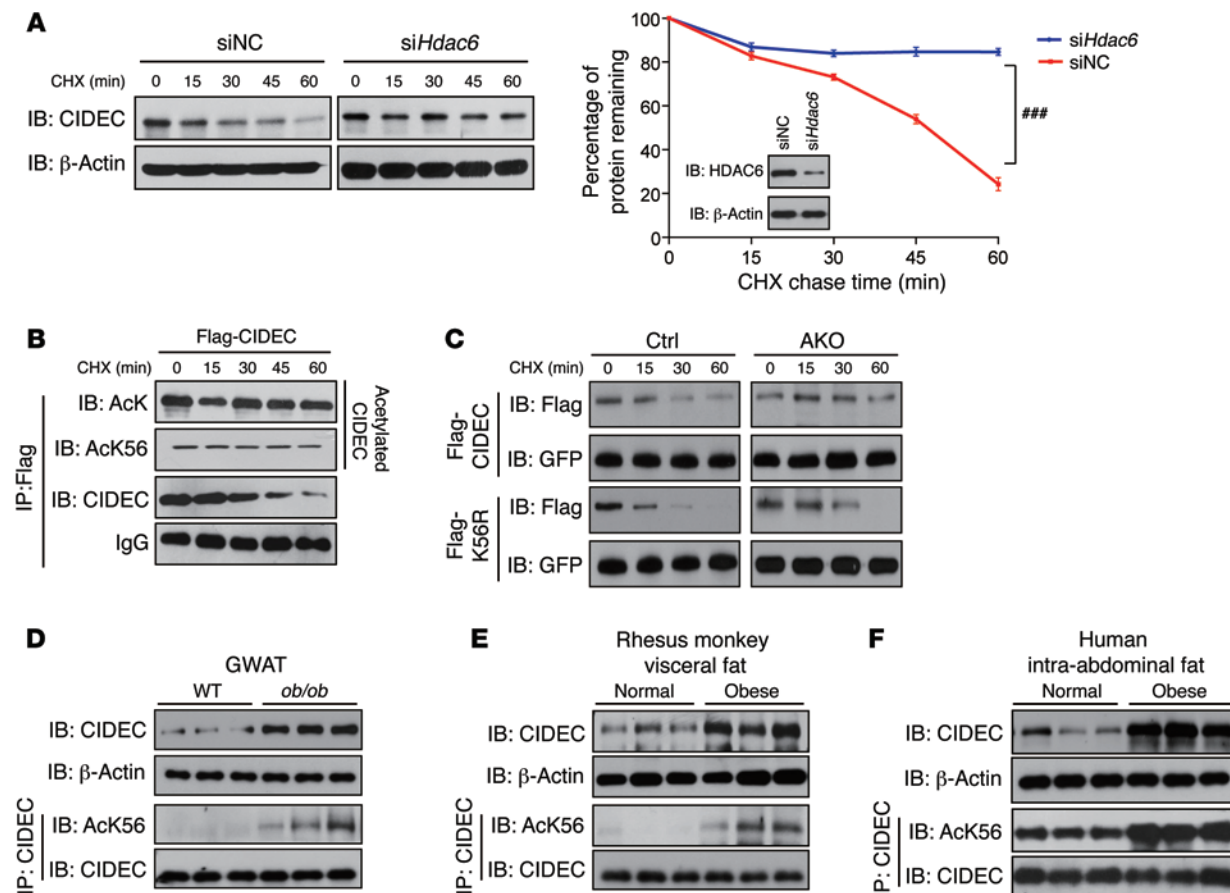 A
siNC
siHdac6
CHX (min) 0 15 30 45 60 0 15 30 45 60
IB: CIDEC
IB: β-Actin
Percentage of
protein remaining
100
80
60
40
20
0
0 15 30 45 60
CHX chase time (min)
siHdac6
siNC
###
siNC
siHdac6
IB: HDAC6
IB: β-Actin
B
Flag-CIDEC
CHX (min) 0 15 30 45 60
IP:Flag
IB: AcK
IB: AcK56
IB: CIDEC
IgG
Acetylated
CIDEC
C
Ctrl
AKO
CHX (min) 0 15 30 60 0 15 30 60
Flag-
CIDEC
IB: Flag
IB: GFP
Flag-
K56R
IB: Flag
IB: GFP
D
GWAT
WT
ob/ob
IB: CIDEC
IB: β-Actin
IP: CIDEC
IB: AcK56
IB: CIDEC
E
Rhesus monkey
visceral fat
Normal
Obese
IB: CIDEC
IB: β-Actin
IP: CIDEC
IB: AcK56
IB: CIDEC
F
Human
intra-abdominal fat
Normal
Obese
IB: CIDEC
IB: β-Actin
P: CIDEC
IB: AcK56
IB: CIDEC